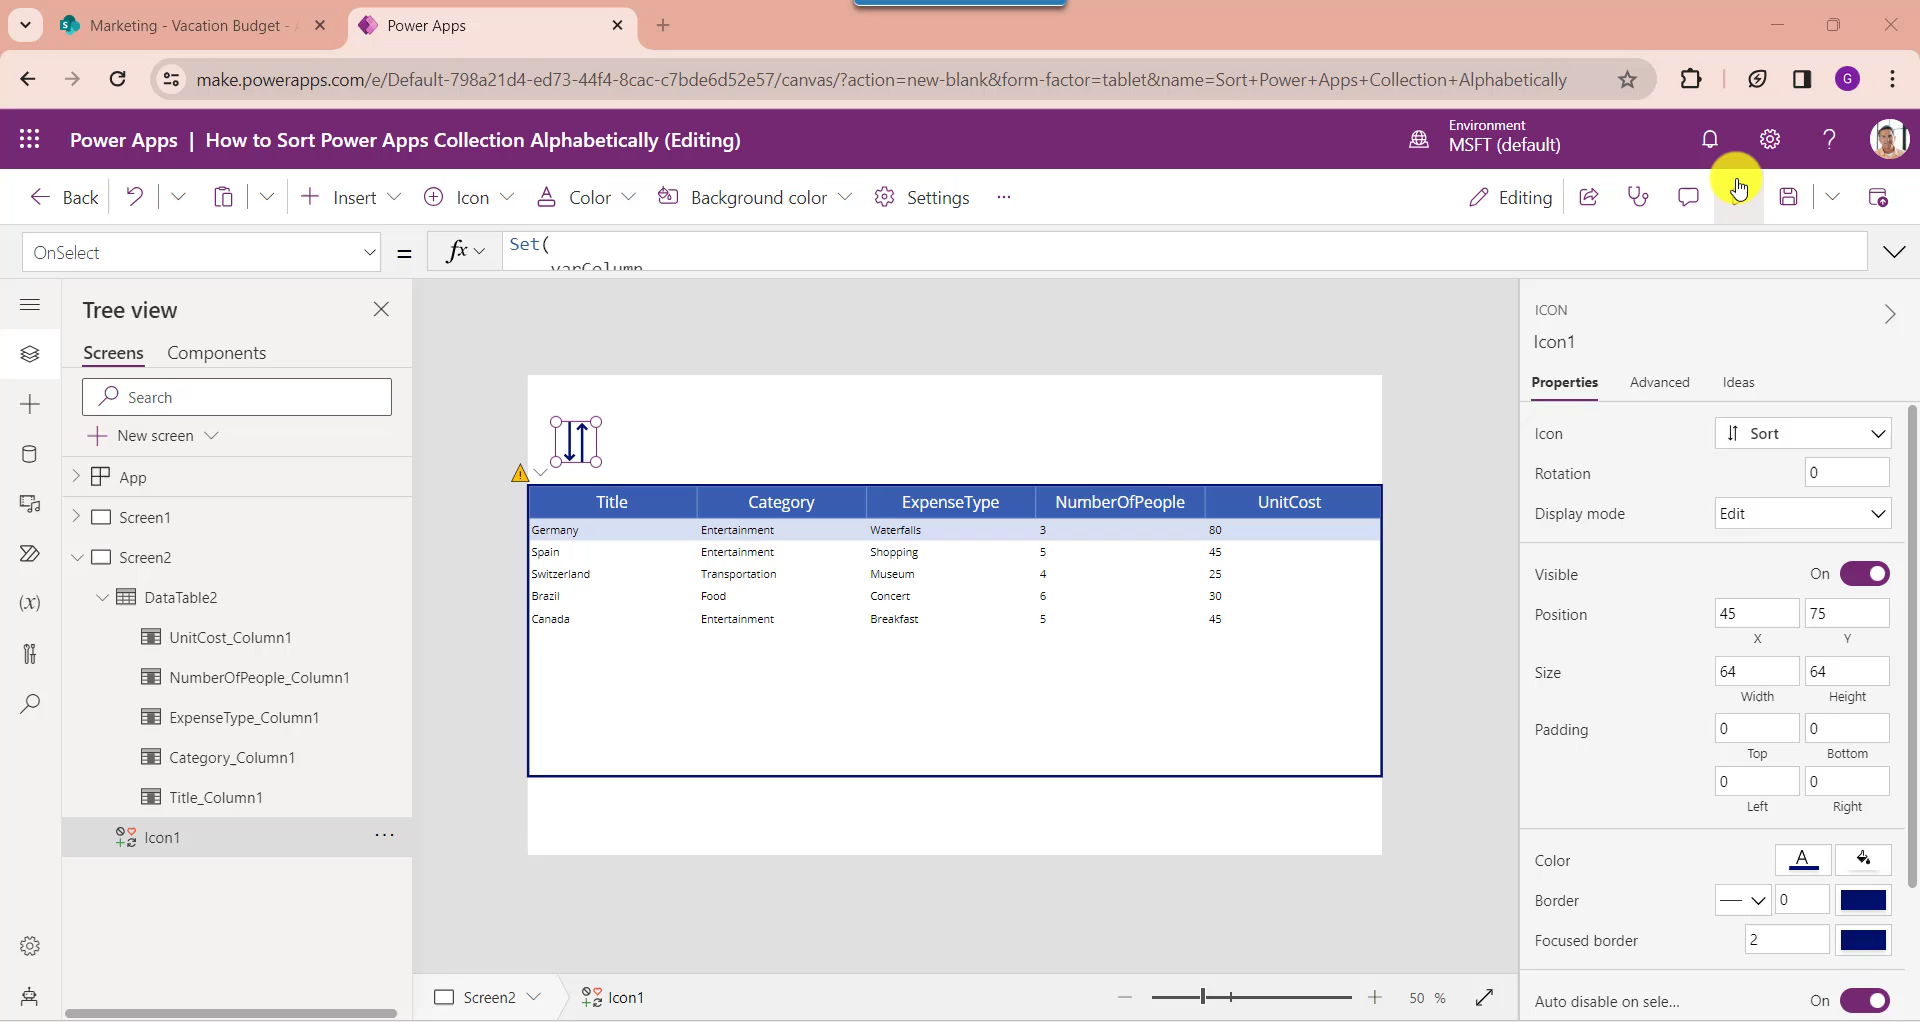 Marketing - Vacation Budget -
Power Apps
make.powerapps.com/e/Default-798a21d4-ed73-44f4-8cac-c7bde6d52e57/canvas/?action=new-blank&form-factor=tablet&name=Sort+Power+Apps+Collection+Alphabetically
G
Power Apps | How to Sort Power Apps Collection Alphabetically (Editing)
Environment
MSFT (default)
Back
Insert
Icon
Color
Background color
Settings
Editing
OnSelect
=
fx
Set(
varColumn
Tree view
Screens
Components
Search
New screen
App
Screen1
Screen2
DataTable2
UnitCost_Column1
NumberOfPeople_Column1
ExpenseType_Column1
Category_Column1
Title_Column1
Icon1
Title Category ExpenseType NumberOfPeople UnitCost
Germany Entertainment Waterfalls 3 80
Spain Entertainment Shopping 5 45
Switzerland Transportation Museum 4 25
Brazil Food Concert 6 30
Canada Entertainment Breakfast 5 45
Screen2
Icon1
50 %
ICON
Icon1
Properties
Advanced
Ideas
Icon Sort
Rotation 0
Display mode Edit
Visible On
Position 45 75
X Y
Size 64 64
Width Height
Padding 0 0
Top Bottom
0 0
Left Right
Color
Border 0
Focused border 2
Auto disable on sele... On